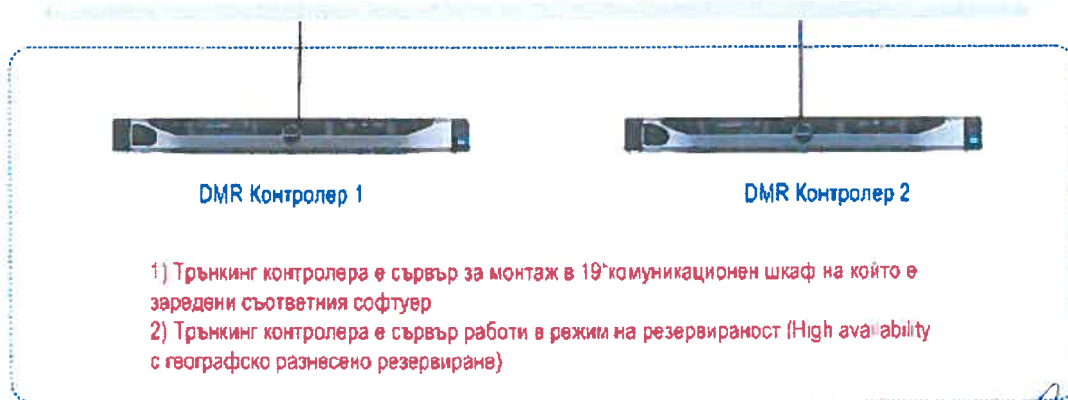 DMR Контролер 1
DMR Контролер 2
1) Трънкинг контролера е сървър за монтаж в 19"комуникационен шкаф на който е
заредени съответния софтуер
2) Трънкинг контролера е сървър работи в режим на резервираност (High availability
с географско разнесено резервиране)